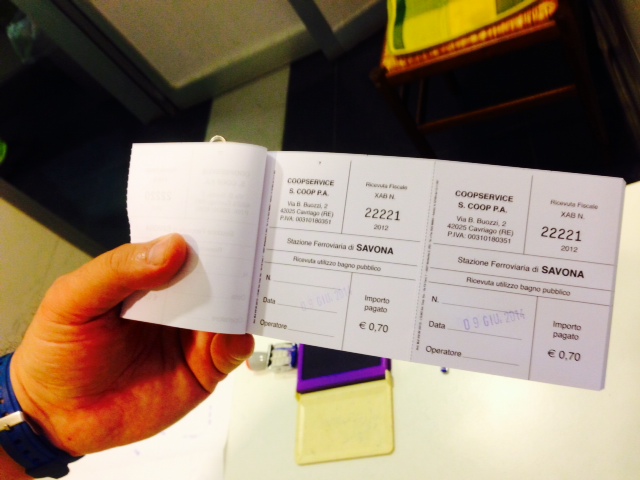 COOPSERVICE
S. COOP P.A.
Via B. Buozzi, 2
42025 Cavriago (RE)
P.IVA: 00310180351
Ricevuta Fiscale
XAB N.
22221
2012
Stazione Ferroviaria di SAVONA
Ricevuta utilizzo bagno pubblico
N.
Data
Operatore
Importo
pagato
€ 0,70
COOPSERVICE
S. COOP P.A.
Via B. Buozzi, 2
42025 Cavriago (RE)
P.IVA: 00310180351
Ricevuta Fiscale
XAB N.
22221
2012
Stazione Ferroviaria di SAVONA
Ricevuta utilizzo bagno pubblico
N.
Data 09 GIU. 2014
Operatore
Importo
pagato
€ 0,70